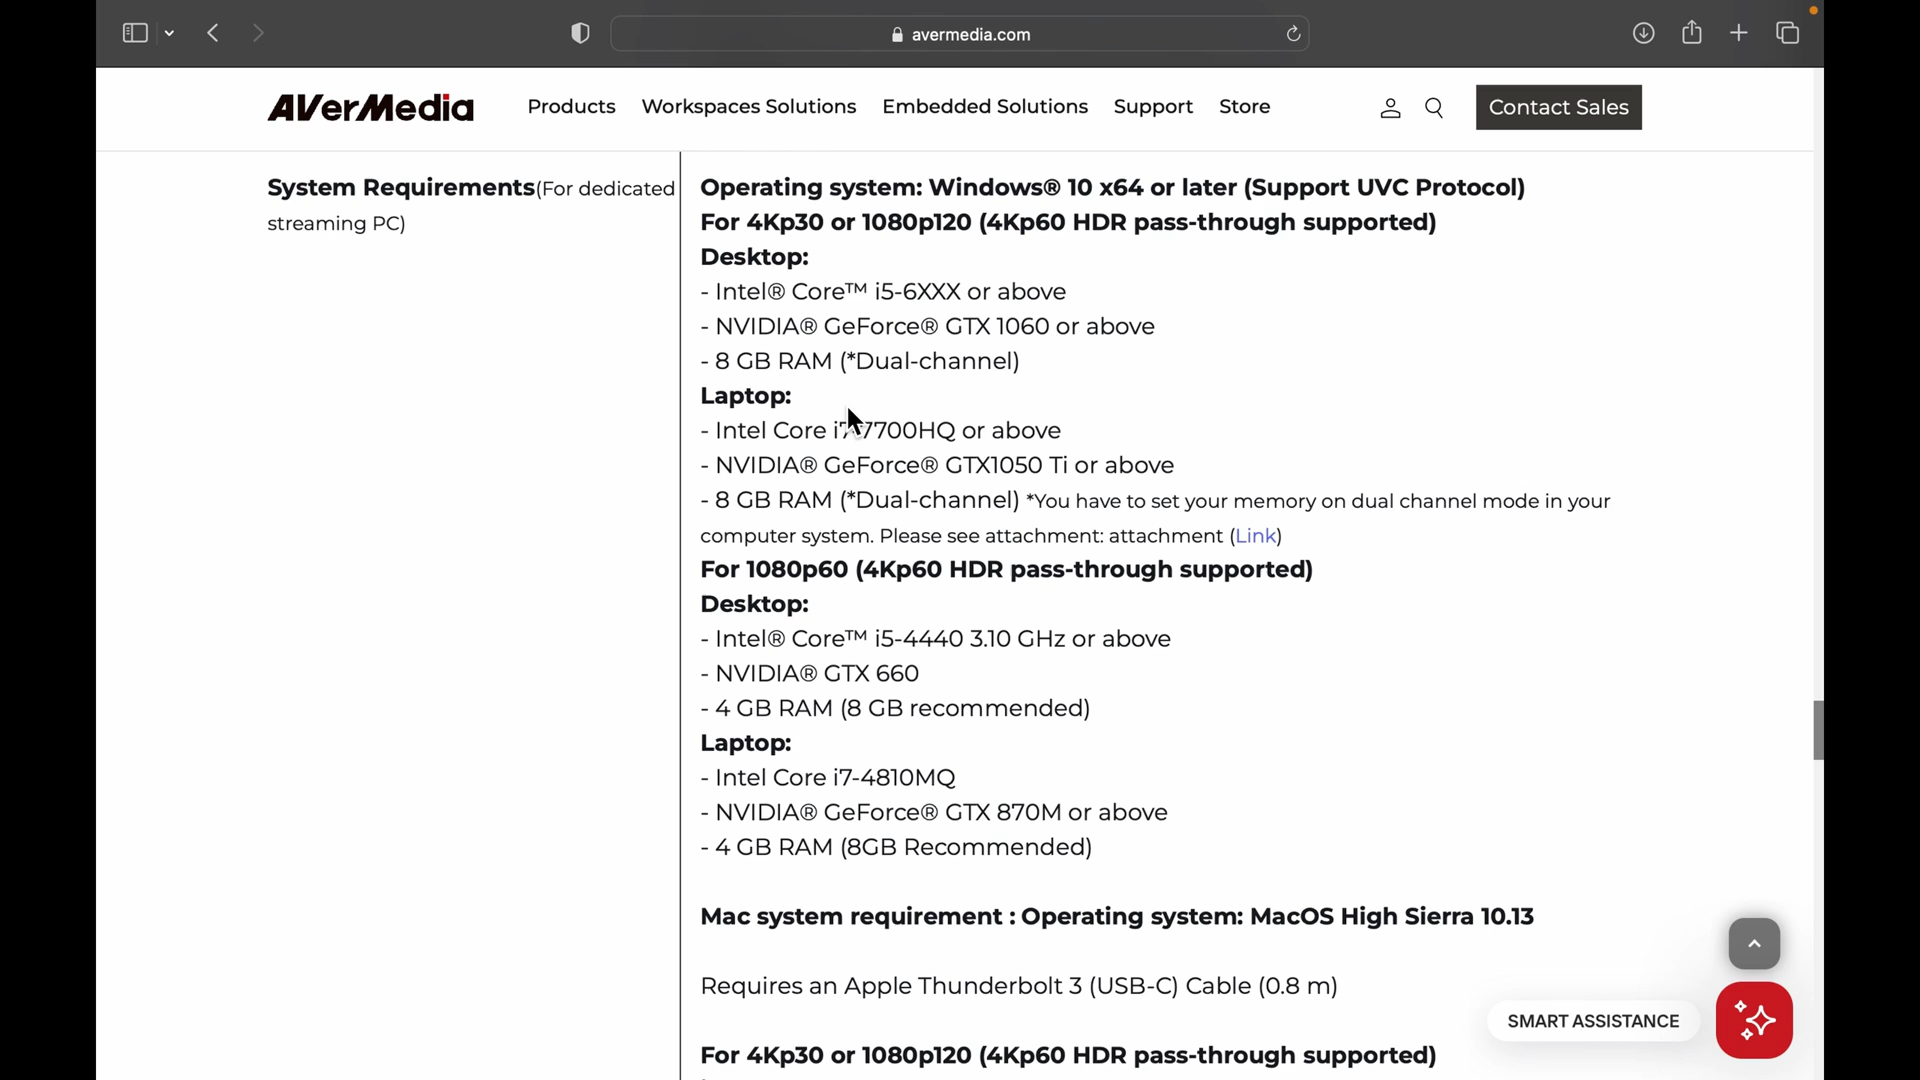 avermedia.com
AVerMedia
Products
Workspaces Solutions
Embedded Solutions
Support
Store
Contact Sales
System Requirements(For dedicated
streaming PC)
Operating system: Windows® 10 x64 or later (Support UVC Protocol)
For 4Kp30 or 1080p120 (4Kp60 HDR pass-through supported)
Desktop:
- Intel® Core™ i5-6XXX or above
- NVIDIA® GeForce® GTX 1060 or above
- 8 GB RAM (*Dual-channel)
Laptop:
- Intel Core i7-7700HQ or above
- NVIDIA® GeForce® GTX1050 Ti or above
- 8 GB RAM (*Dual-channel) *You have to set your memory on dual channel mode in your
computer system. Please see attachment: attachment (Link)
For 1080p60 (4Kp60 HDR pass-through supported)
Desktop:
- Intel® Core™ i5-4440 3.10 GHz or above
- NVIDIA® GTX 660
- 4 GB RAM (8 GB recommended)
Laptop:
- Intel Core i7-4810MQ
- NVIDIA® GeForce® GTX 870M or above
- 4 GB RAM (8GB Recommended)
Mac system requirement : Operating system: MacOS High Sierra 10.13
Requires an Apple Thunderbolt 3 (USB-C) Cable (0.8 m)
SMART ASSISTANCE
For 4Kp30 or 1080p120 (4Kp60 HDR pass-through supported)